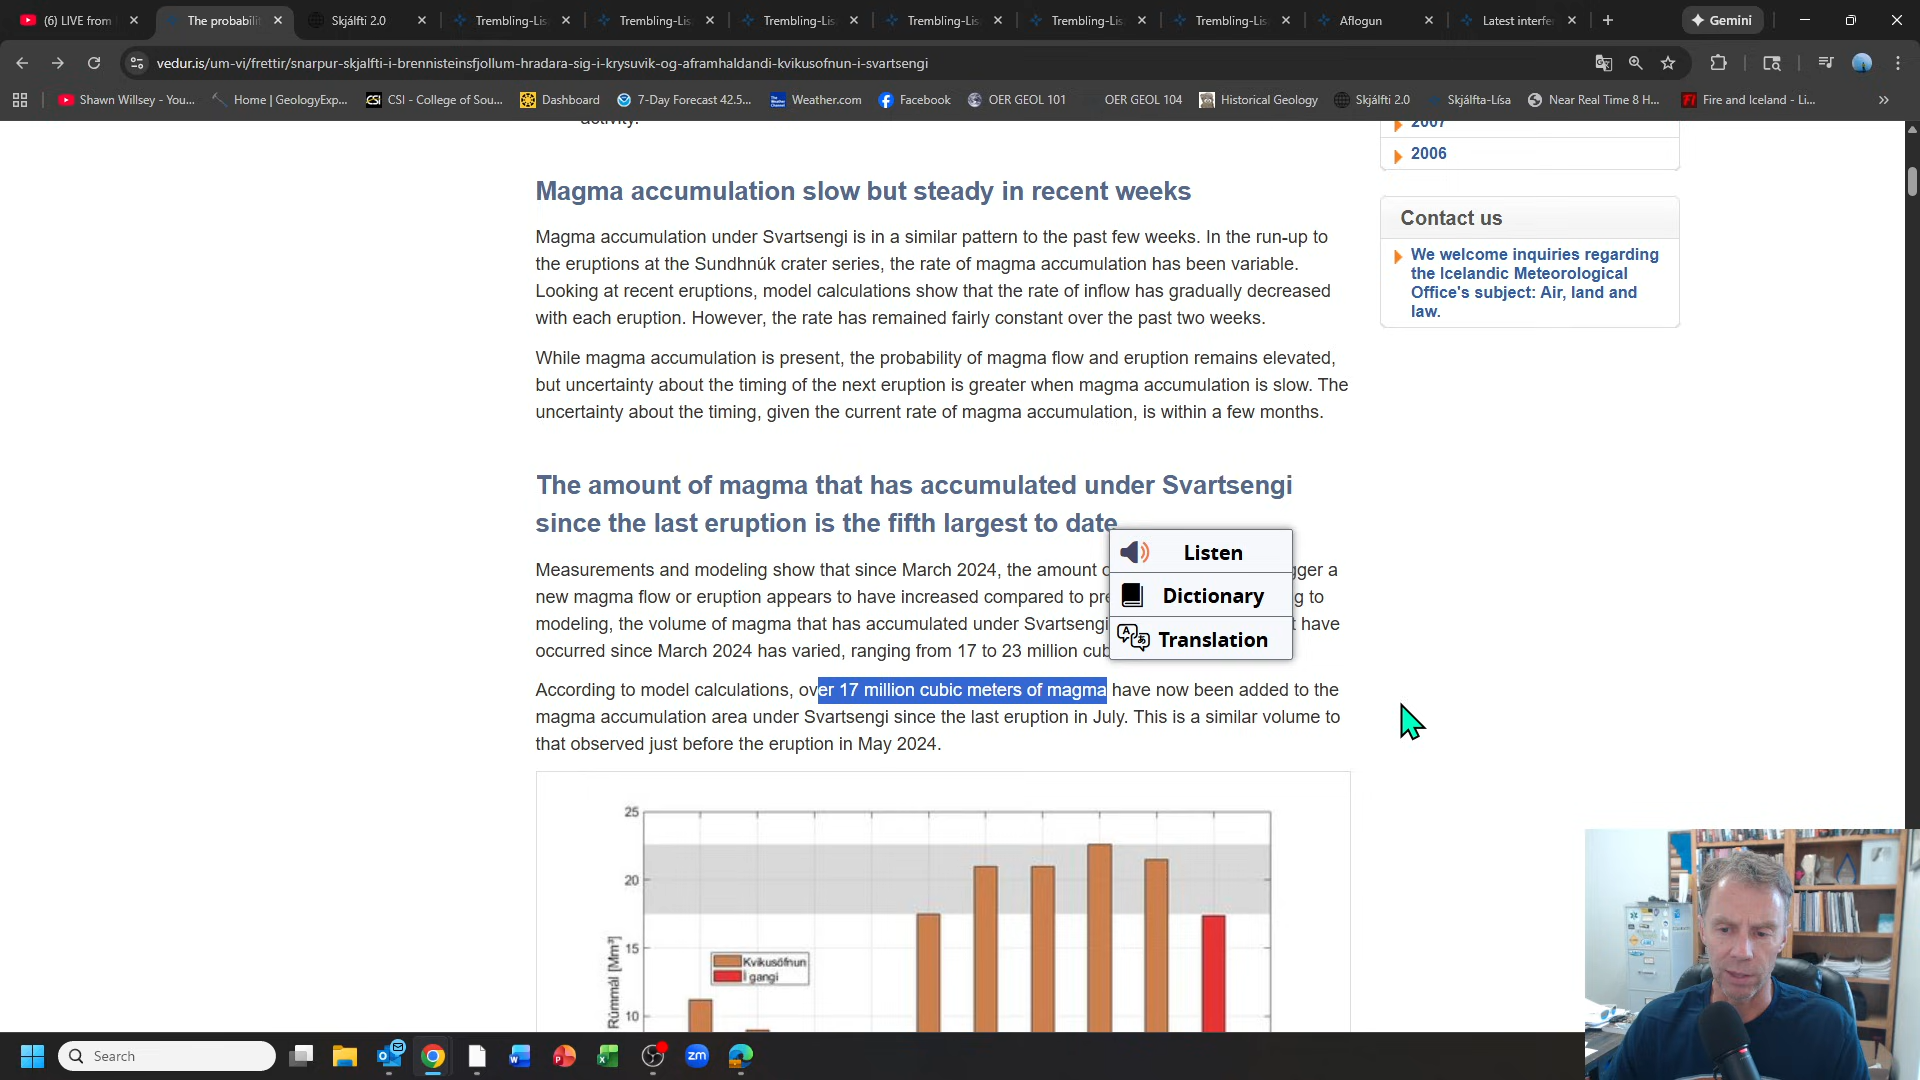 (6) LIVE from
The probabilit
Skjálfti 2.0
Trembling-Lis
Trembling-Lis
Trembling-Lis
Trembling-Lis
Trembling-Lis
Trembling-Lis
Aflogun
Latest interfe
Gemini
vedur.is/um-vi/frettir/snarpur-skjalfti-i-brennisteinsfjollum-hradara-sig-i-krysuvik-og-aframhaldandi-kvikusofnun-i-svartsengi
Shawn Willsey - You...
Home | GeologyExp...
CSI - College of Sou...
Dashboard
7-Day Forecast 42.5...
Weather.com
Facebook
OER GEOL 101
OER GEOL 104
Historical Geology
Skjálfti 2.0
Skjálfta-Lísa
Near Real Time 8 H...
Fire and Iceland - Li...
activity.
2007
2006
Contact us
We welcome inquiries regarding
the Icelandic Meteorological
Office's subject: Air, land and
law.
Magma accumulation slow but steady in recent weeks
Magma accumulation under Svartsengi is in a similar pattern to the past few weeks. In the run-up to
the eruptions at the Sundhnúk crater series, the rate of magma accumulation has been variable.
Looking at recent eruptions, model calculations show that the rate of inflow has gradually decreased
with each eruption. However, the rate has remained fairly constant over the past two weeks.
While magma accumulation is present, the probability of magma flow and eruption remains elevated,
but uncertainty about the timing of the next eruption is greater when magma accumulation is slow. The
uncertainty about the timing, given the current rate of magma accumulation, is within a few months.
The amount of magma that has accumulated under Svartsengi
since the last eruption is the fifth largest to date
Measurements and modeling show that since March 2024, the amount gger a
new magma flow or eruption appears to have increased compared to g to
modeling, the volume of magma that has accumulated under Svartsengi have
occurred since March 2024 has varied, ranging from 17 to 23 million
Listen
Dictionary
Translation
According to model calculations, over 17 million cubic meters of magma have now been added to the
magma accumulation area under Svartsengi since the last eruption in July. This is a similar volume to
that observed just before the eruption in May 2024.
25
20
15
10
Rúmmál [Mm³]
Kvikusöfnun
Í gangi
Search
zm